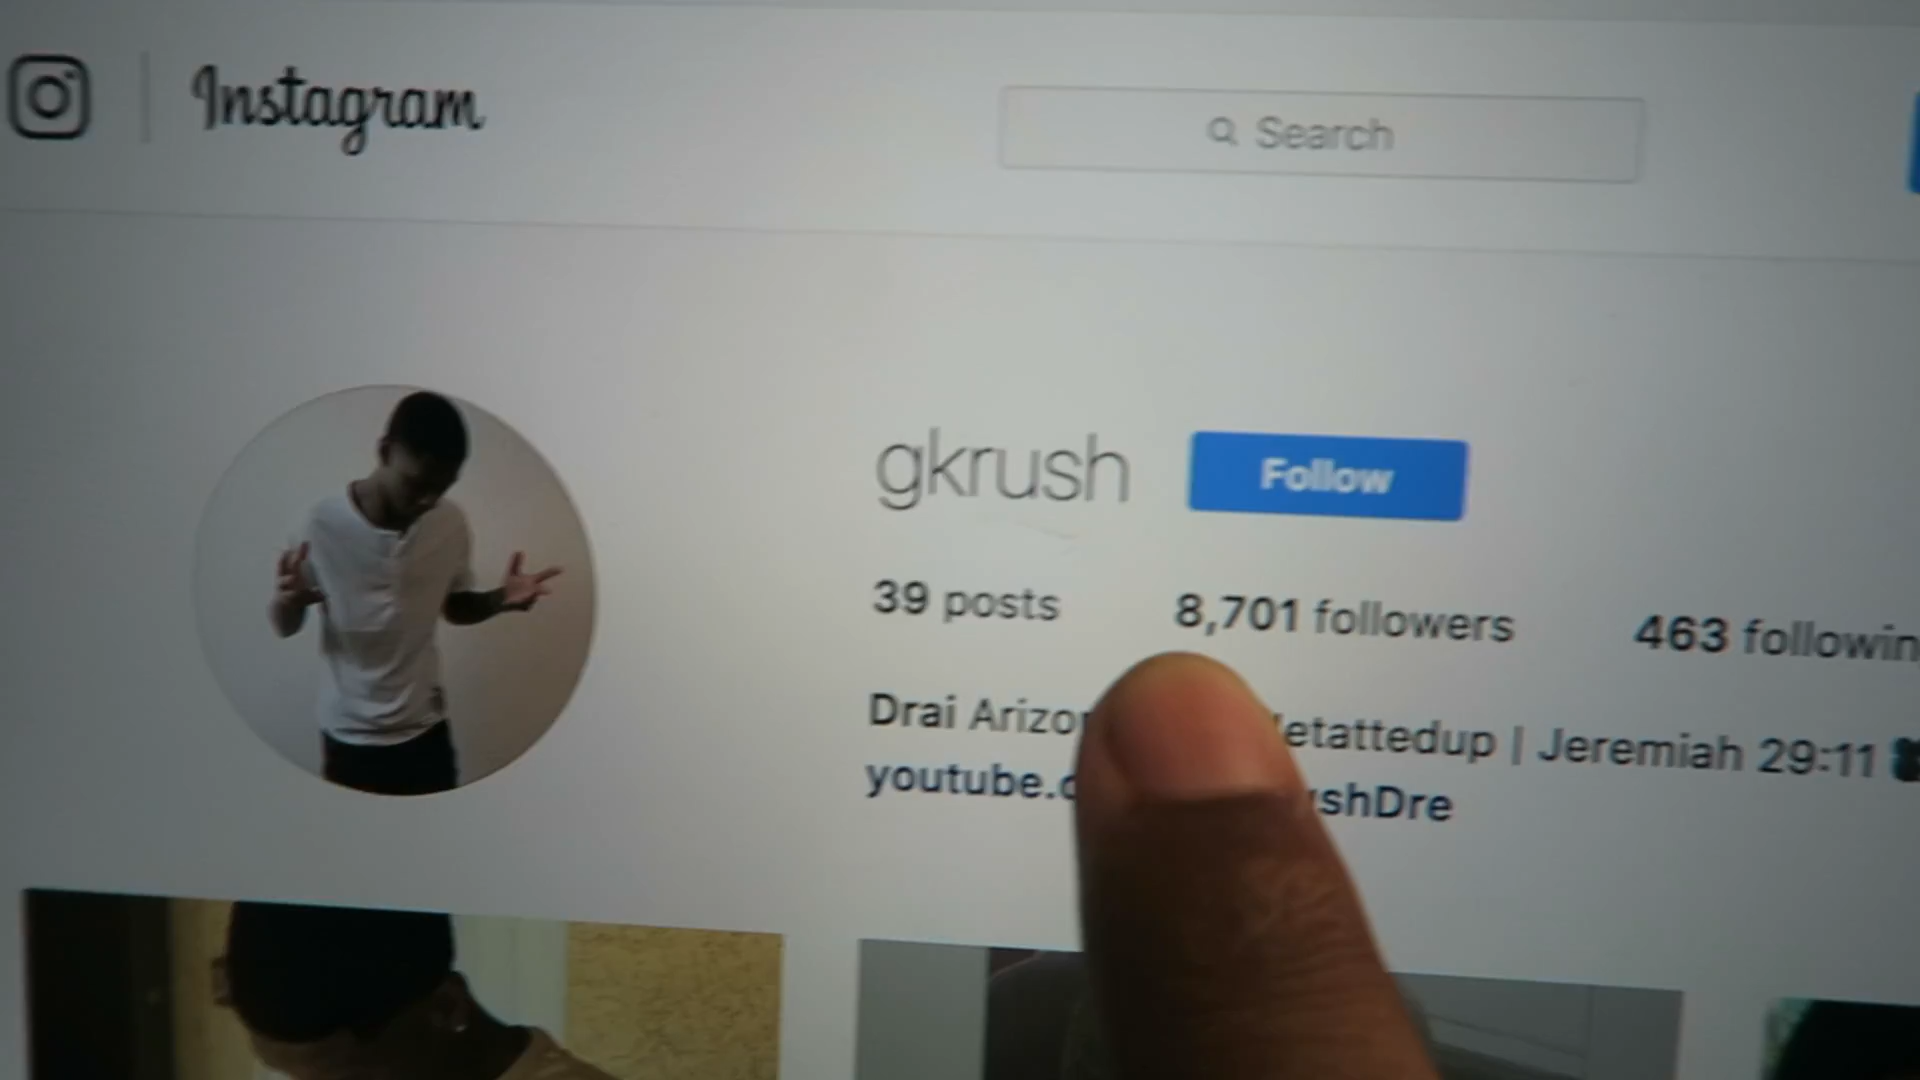 Instagram
Search
gkrush Follow
39 posts 8,701 followers 463 followin
Drai Arizo etattedup | Jeremiah 29:11
youtube. shDre